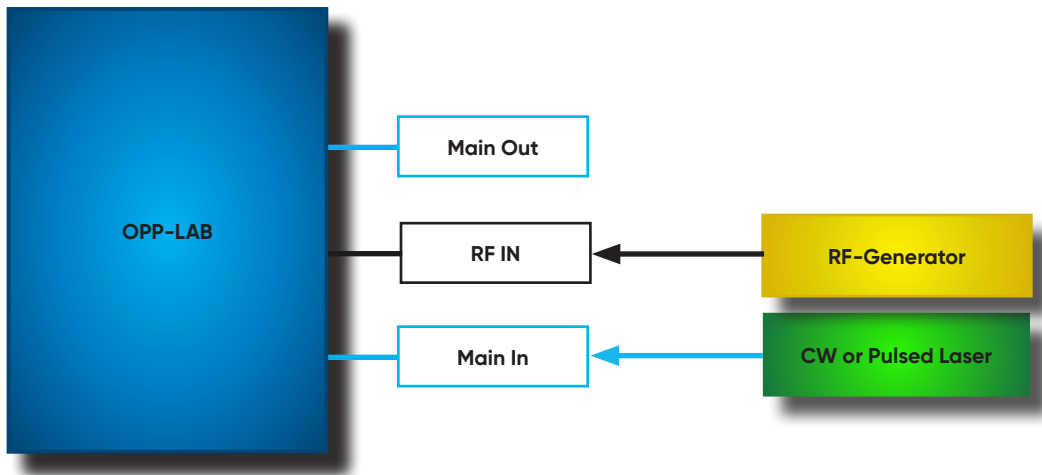 Main Out
OPP-LAB
RF IN
RF-Generator
Main In
CW or Pulsed Laser